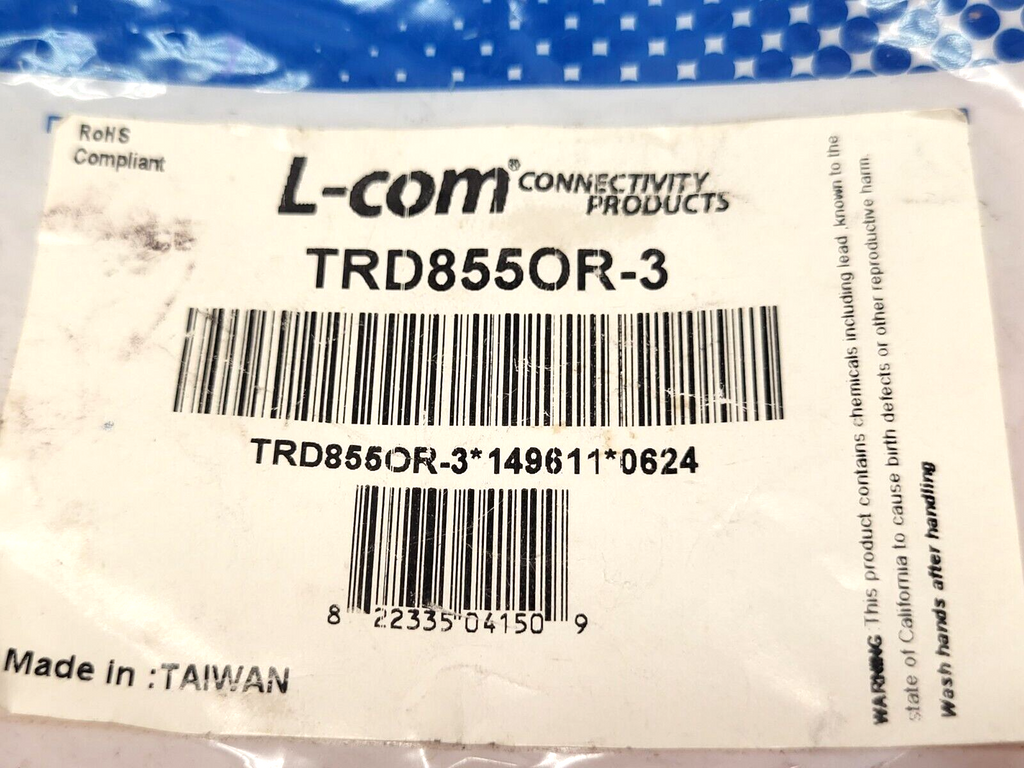 RoHS
Compliant
L-com® CONNECTIVITY
PRODUCTS
TRD855OR-3
TRD855OR-3*149611*0624
8 22335 04150 9
Made in :TAIWAN
WARNING This product contains chemicals including lead ,known to the
state of California to cause birth defects or other reproductive harm.
Wash hands after handling